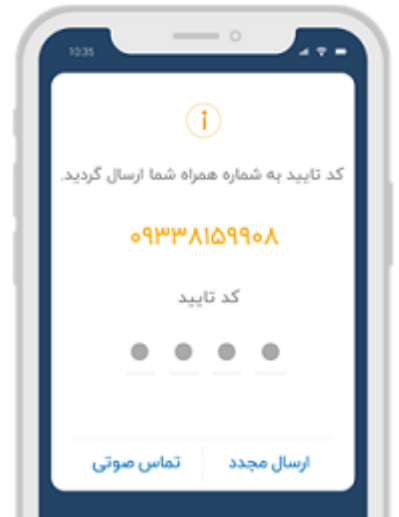 10:35
کد تایید به شماره همراه شما ارسال گردید.
۰۹۳۳۸۱۵۹۹۰۸
کد تایید
ارسال مجدد
تماس صوتی